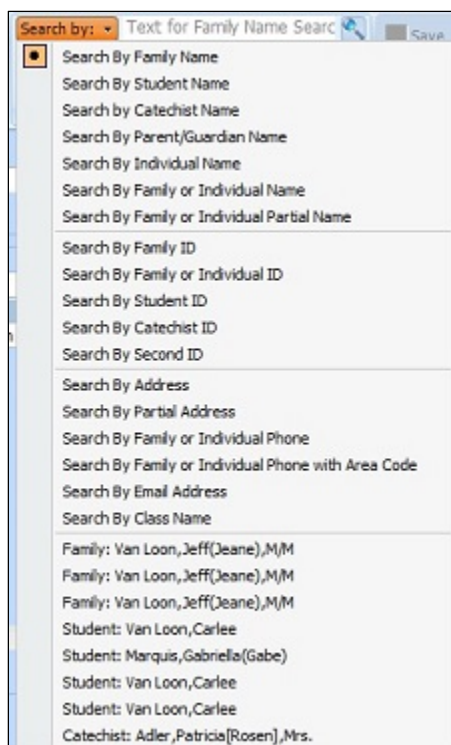 Search by: Text for Family Name Searc Save
Search By Family Name
Search By Student Name
Search by Catechist Name
Search By Parent/Guardian Name
Search By Individual Name
Search By Family or Individual Name
Search By Family or Individual Partial Name
Search By Family ID
Search By Family or Individual ID
Search By Student ID
Search By Catechist ID
Search By Second ID
Search By Address
Search By Partial Address
Search By Family or Individual Phone
Search By Family or Individual Phone with Area Code
Search By Email Address
Search By Class Name
Family: Van Loon,Jeff(Jeane),M/M
Family: Van Loon,Jeff(Jeane),M/M
Family: Van Loon,Jeff(Jeane),M/M
Student: Van Loon,Carlee
Student: Marquis,Gabriella(Gabe)
Student: Van Loon,Carlee
Student: Van Loon,Carlee
Catechist: Adler,Patricia[Rosen],Mrs.